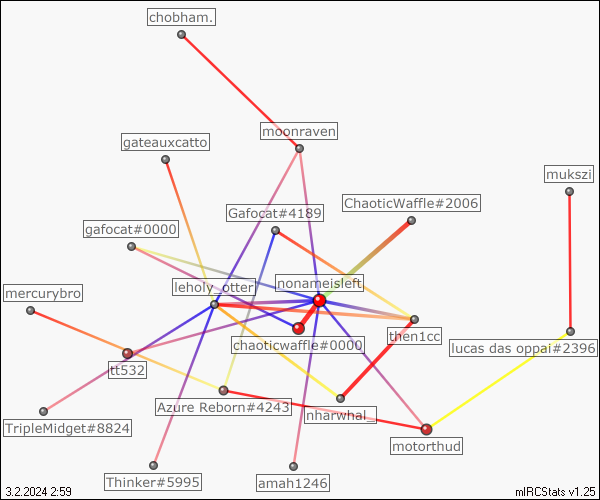 chobham.
moonraven
gateauxcatto
mukszi
ChaoticWaffle#2006
Gafocat#4189
gafocat#0000
nonameisleft
leholy_otter
mercurybro
then1cc
chaoticwaffle#0000
lucas das oppai#2396
tt532
Azure Reborn#4243
nharwhal_
TripleMidget#8824
motorthud
Thinker#5995
amah1246
3.2.2024 2:59
mIRCStats v1.25